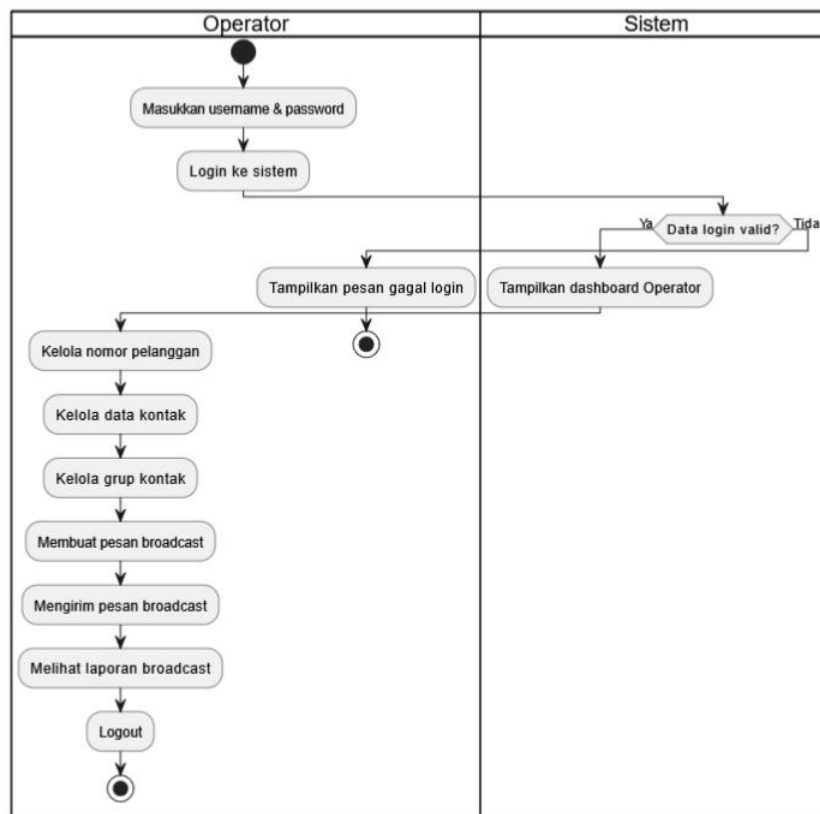 Operator
Sistem
Masukkan username & password
Login ke sistem
Ya
Data login valid?
Tida
Tampilkan pesan gagal login
Tampilkan dashboard Operator
Kelola nomor pelanggan
Kelola data kontak
Kelola grup kontak
Membuat pesan broadcast
Mengirim pesan broadcast
Melihat laporan broadcast
Logout